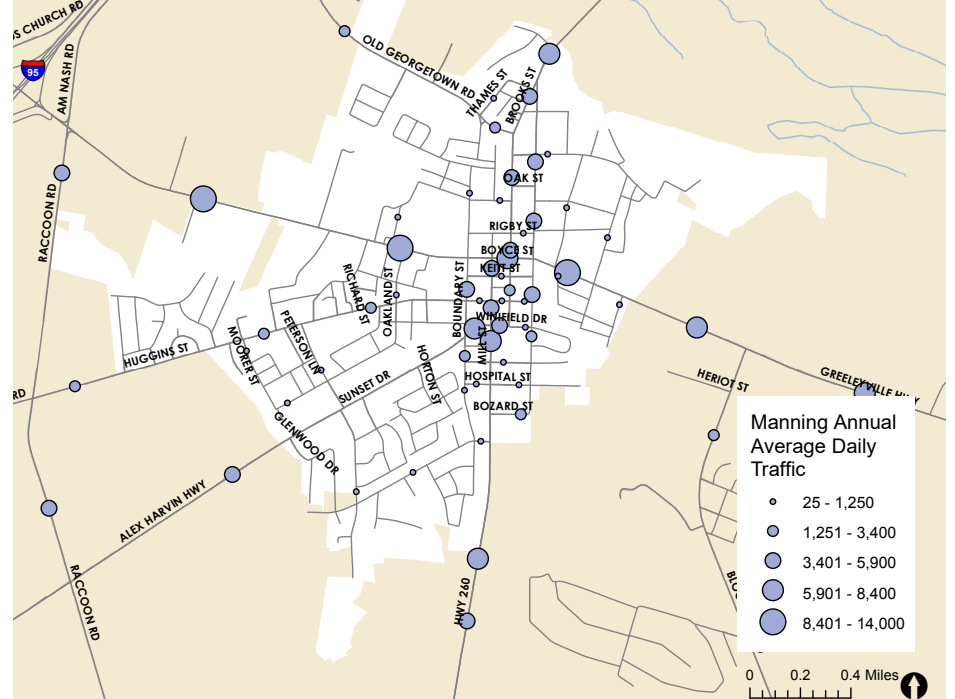 S CHURCH RD
95
AM NASH RD
OLD GEORGETOWN RD
THAMES ST
BROOKS ST
OAK ST
RACCOON RD
RIGBY ST
BOYCE ST
KEITT ST
RICHARD ST
OAKLAND ST
BOUNDARY ST
WINIFIELD DR
MILL ST
PETERSON LN
MOORER ST
HUGGINS ST
HORTON ST
SUNSET DR
HOSPITAL ST
HERIOT ST
GREELEYVILLE HWY
RD
BOZARD ST
GLENWOOD DR
ALEX HARVIN HWY
RACCOON RD
HWY 260
BLO
Manning Annual
Average Daily
Traffic
25 - 1,250
1,251 - 3,400
3,401 - 5,900
5,901 - 8,400
8,401 - 14,000
0 0.2 0.4 Miles